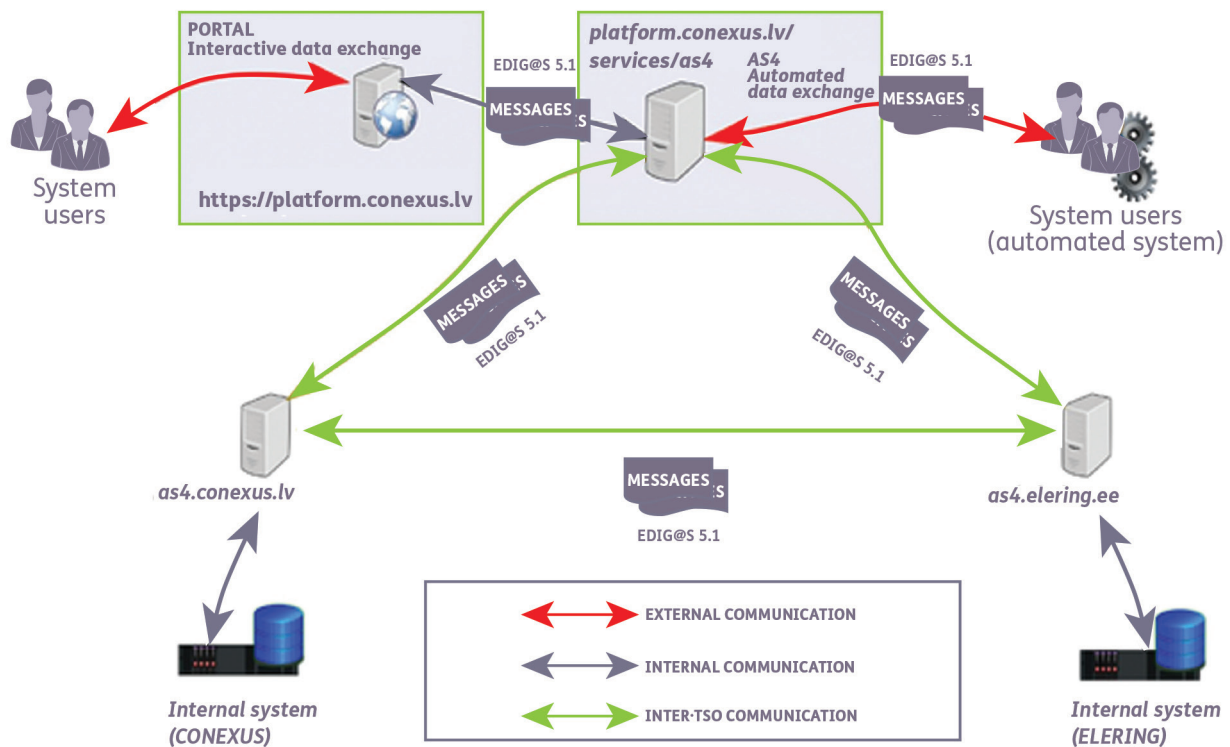 PORTAL
Interactive data exchange
https://platform.conexus.lv
System
users
EDIG@S 5.1
MESSAGES
ES
platform.conexus.lv/
services/as4
AS4
Automated
data exchange
EDIG@S 5.1
MESSAGES
ES
System users
(automated system)
MESSAGES
S
EDIG@S 5.1
MESSAGES
S
EDIG@S 5.1
as4.conexus.lv
as4.elering.ee
MESSAGES
ES
EDIG@S 5.1
Internal system
(CONEXUS)
EXTERNAL COMMUNICATION
INTERNAL COMMUNICATION
INTER·TSO COMMUNICATION
Internal system
(ELERING)